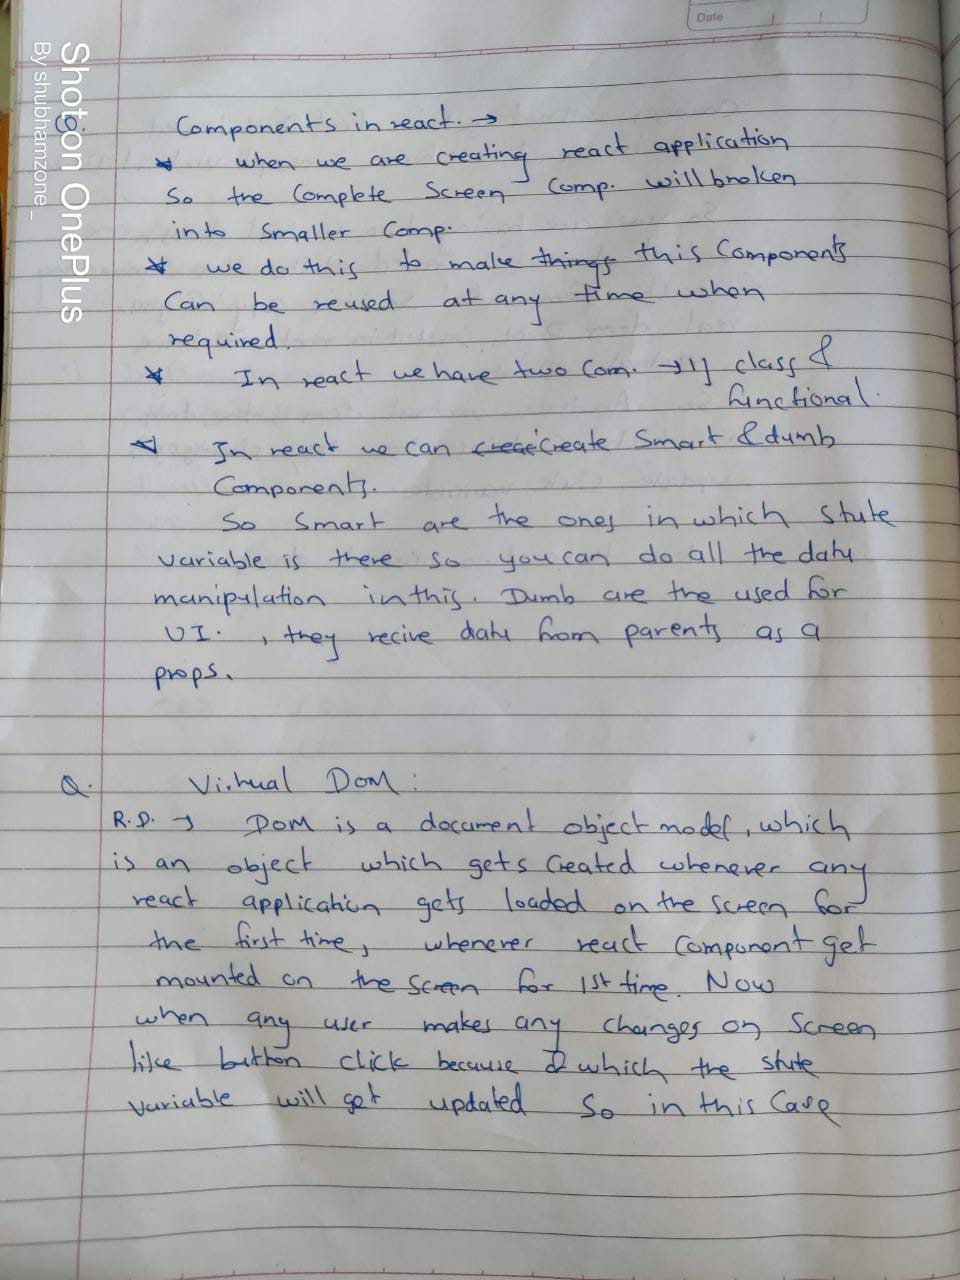 Date
Q.
Components in react. →
* when we are creating react application
So the Complete Screen Comp. will broken
into Smaller Comp.
* we do this to make things this Components
Can be reused at any time when
required.
* In react we have two Com. → 1) class &
functional.
* In react we can create Smart & dumb
Components.
So Smart are the ones in which state
variable is there so you can do all the data
manipulation in this. Dumb are the used for
UI. , they recive data from parents as a
props.
Q. Virtual DOM :
R.D. → DOM is a document object model, which
is an object which gets Created whenever any
react application gets loaded on the screen for
the first time, whenever react Component get
mounted on the screen for 1st time. Now
when any user makes any changes on Screen
like button click because of which the state
variable will get updated So in this Case
Shot on OnePlus
By shubhamzone_